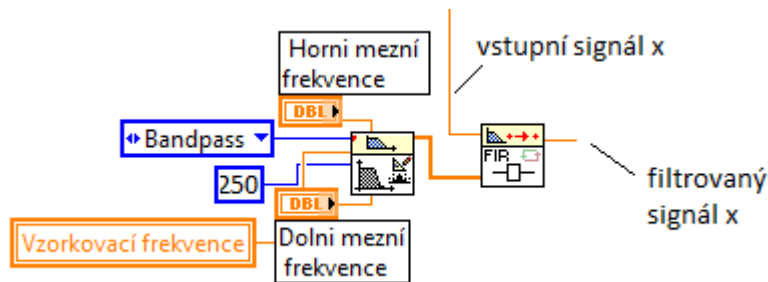 Horni mezní
frekvence
DBL
vstupní signál x
Bandpass
250
FIR
DBL
filtrovaný
signál x
Vzorkovací frekvence
Dolni mezní
frekvence